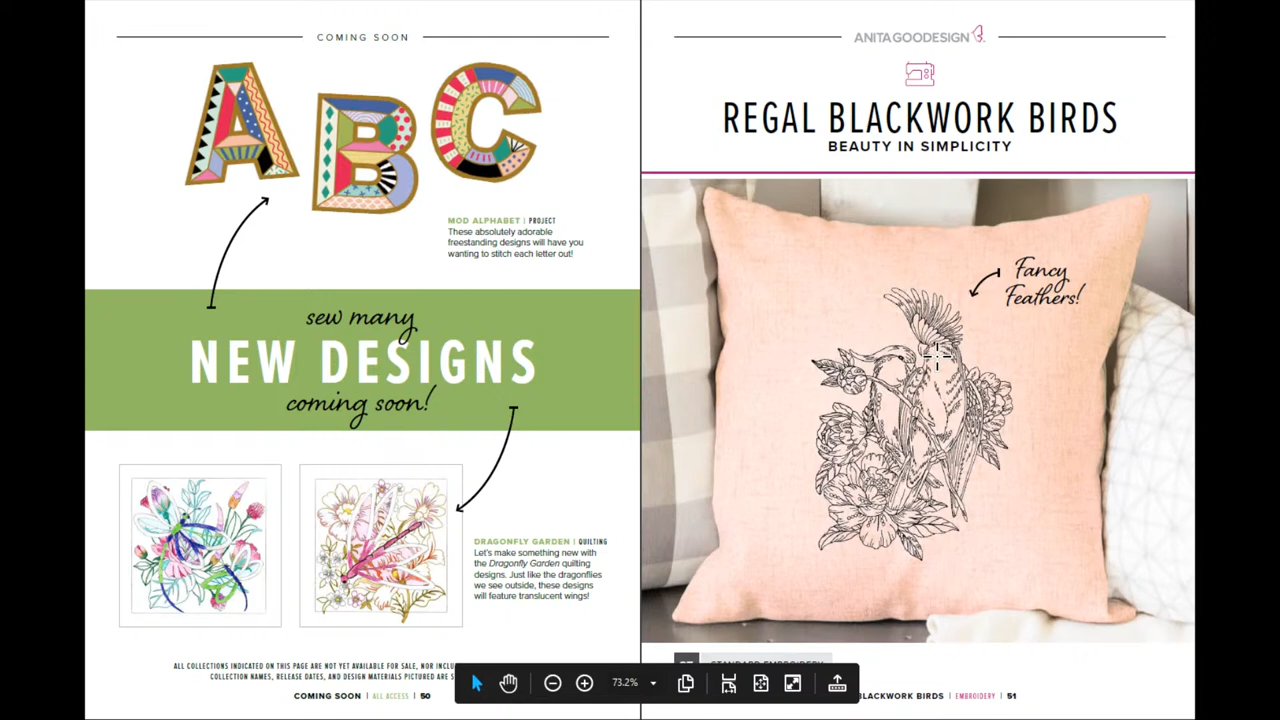 COMING SOON
ABC
MOD ALPHABET | PROJECT
These absolutely adorable
freestanding designs will have you
wanting to stitch each letter out!
sew many
NEW DESIGNS
coming soon!
DRAGONFLY GARDEN | QUILTING
Let's make something new with
the Dragonfly Garden quilting
designs. Just like the dragonflies
we see outside, these designs
will feature translucent wings!
ALL COLLECTIONS INDICATED ON THIS PAGE ARE NOT YET AVAILABLE FOR SALE, NOR
COLLECTION NAMES, RELEASE DATES, AND DESIGN MATERIALS PICTURED ARE
COMING SOON | ALL ACCESS | 50
ANITAGOODESIGN
REGAL BLACKWORK BIRDS
BEAUTY IN SIMPLICITY
Fancy
Feathers!
STANDARD EMBROIDERY
BLACKWORK BIRDS | EMBROIDERY | 51
73.2%